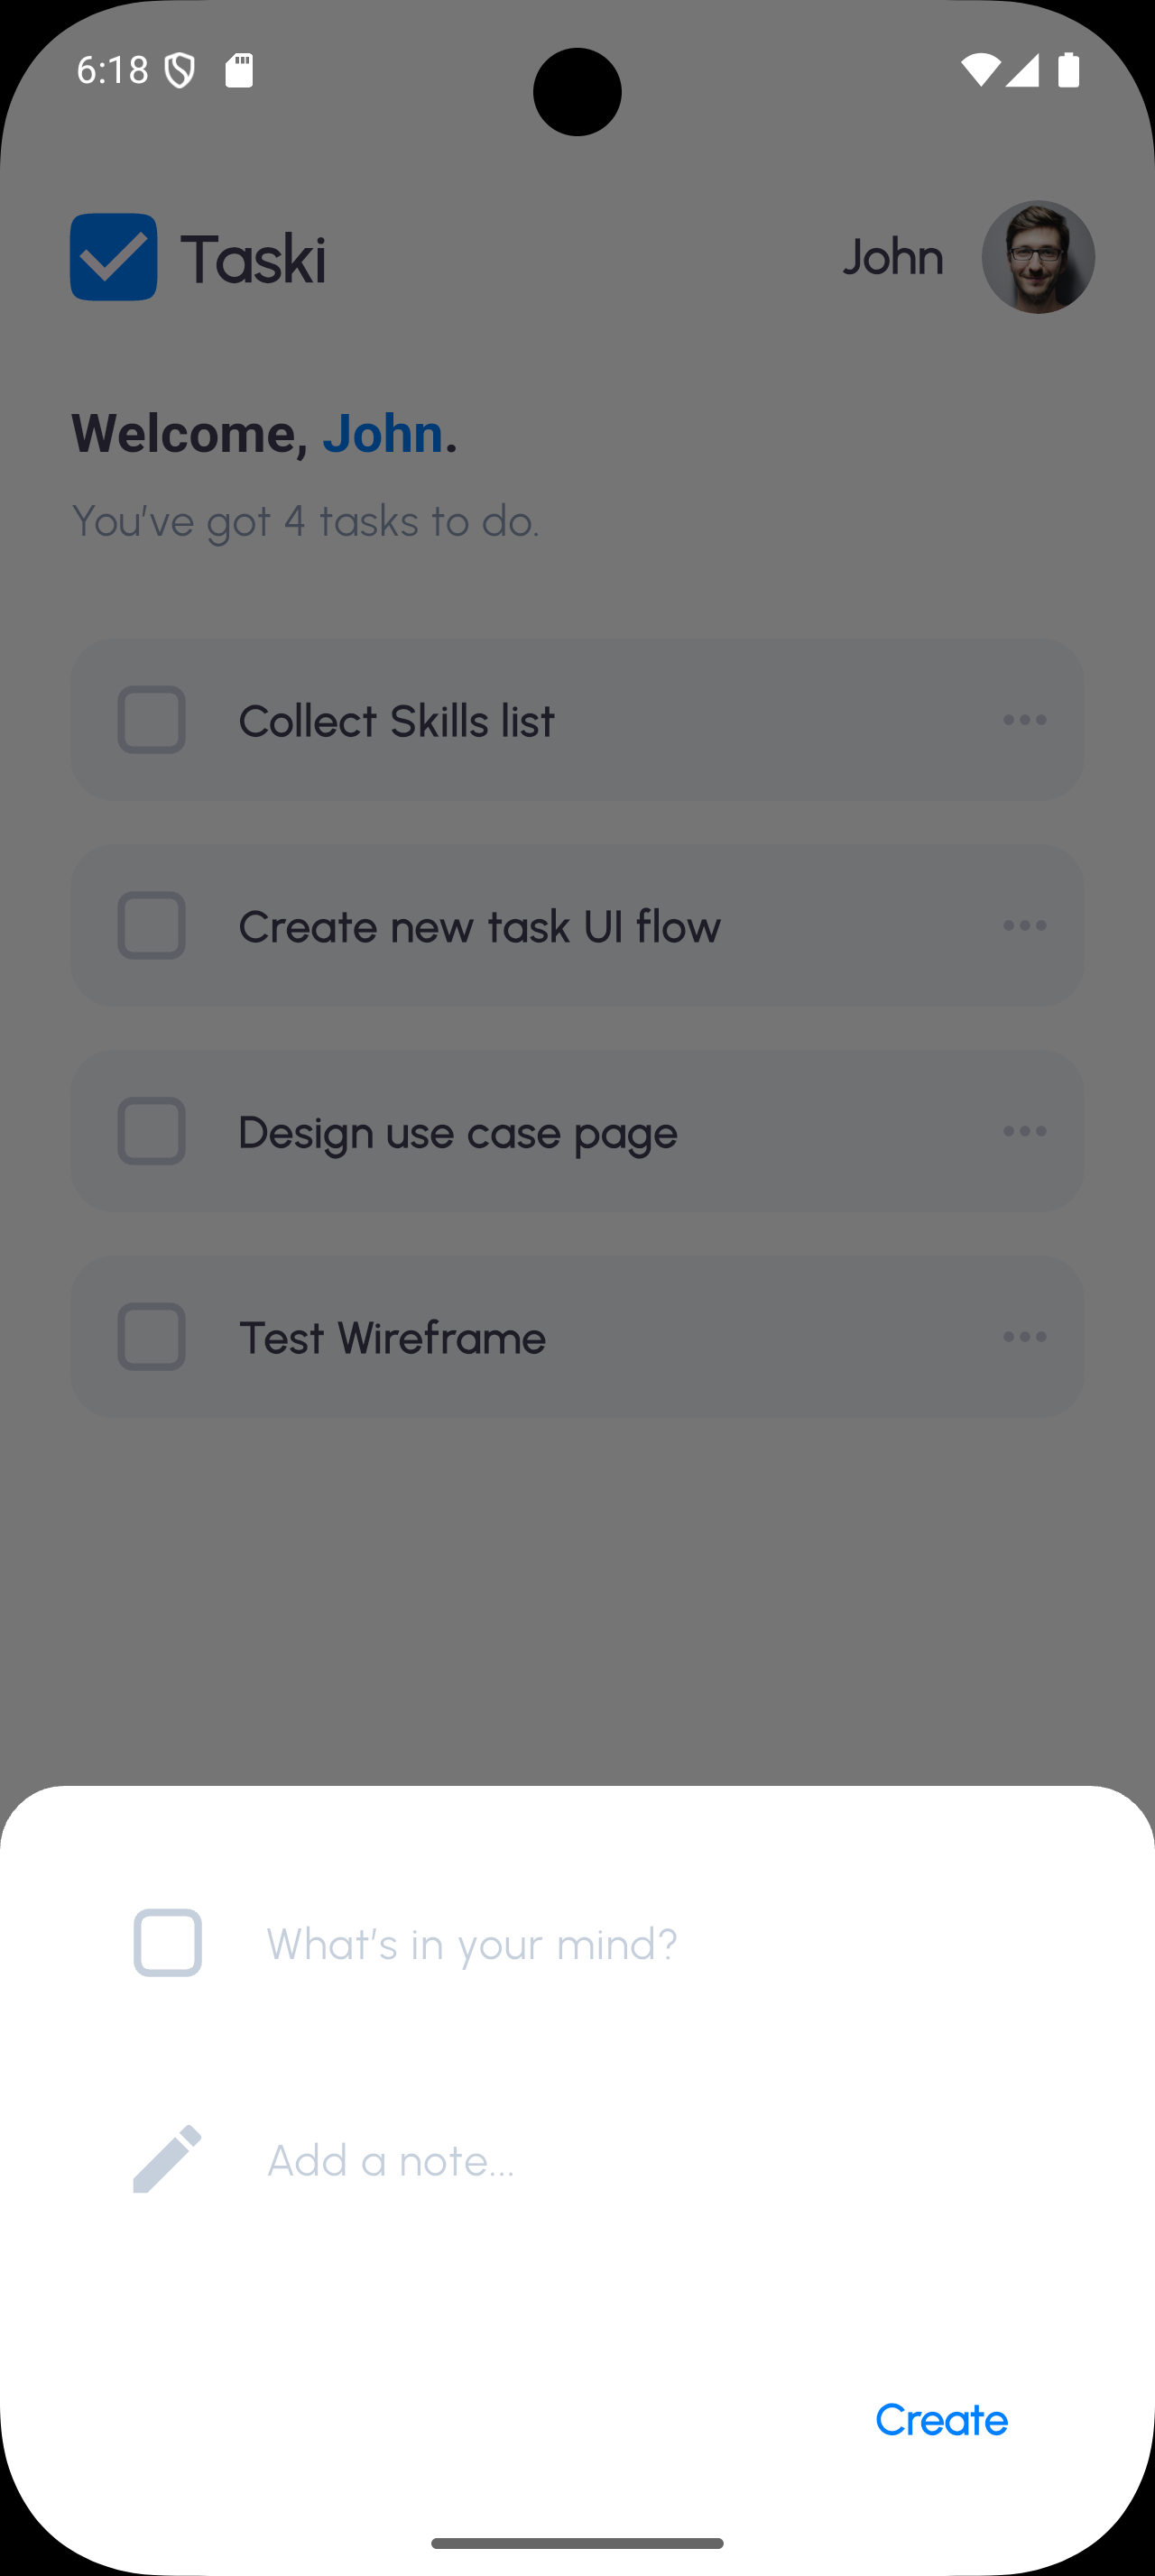 6:18
Taski
John
Welcome, John.
You've got 4 tasks to do.
Collect Skills list
Create new task UI flow
Design use case page
Test Wireframe
What's in your mind?
Add a note...
Create